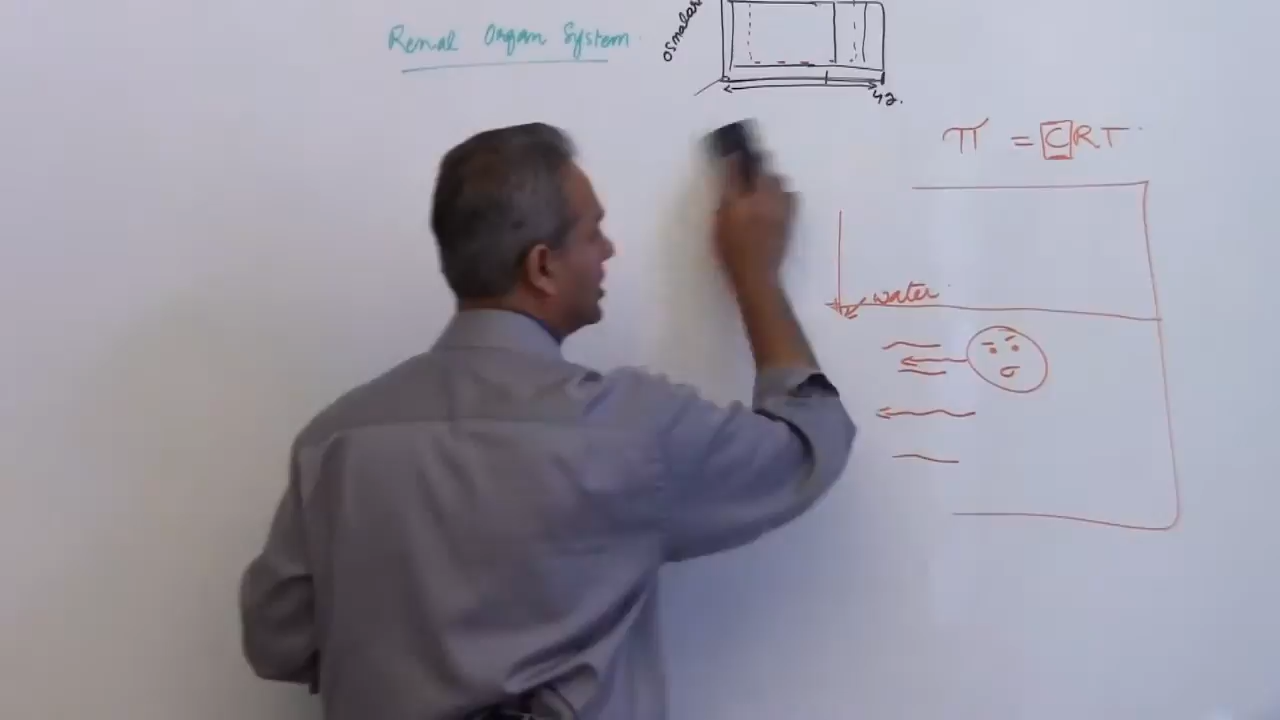 Renal Organ System
osmolar
42.
π = CRT
water